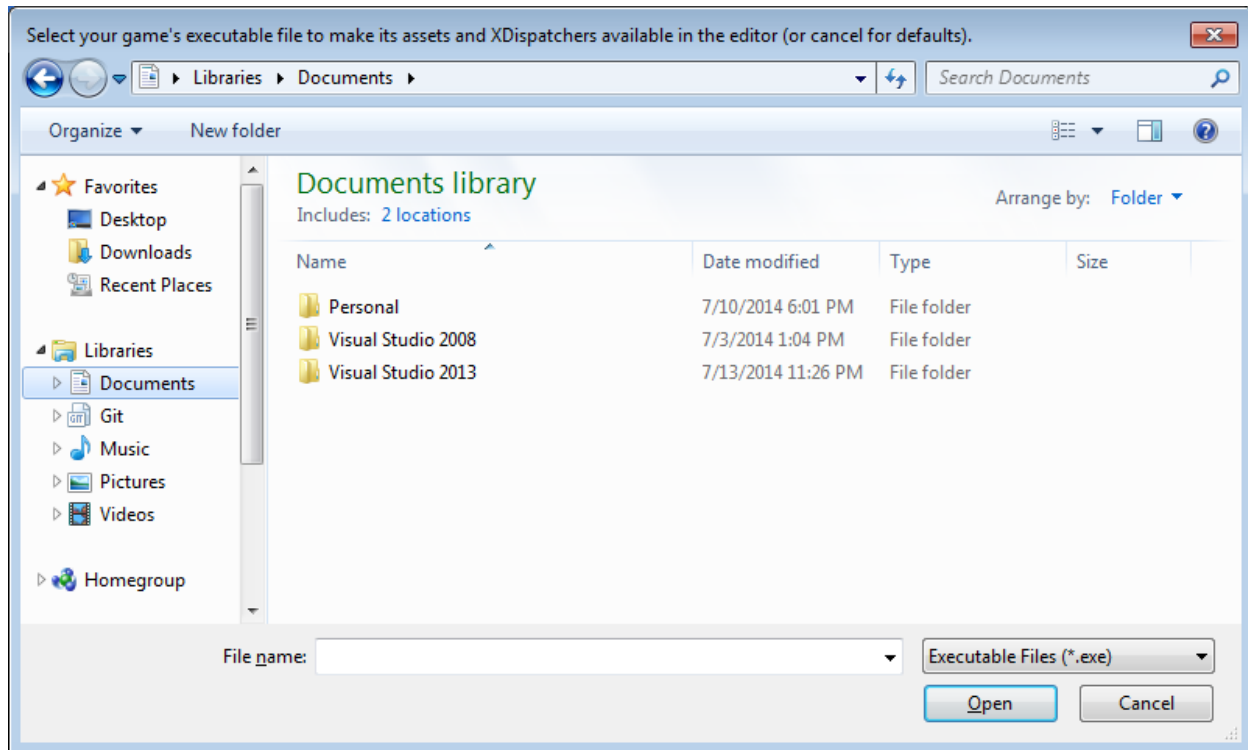 Select your game's executable file to make its assets and XDispatchers available in the editor (or cancel for defaults).
Libraries Documents
Search Documents
Organize
New folder
Favorites
Desktop
Downloads
Recent Places
Libraries
Documents
Git
Music
Pictures
Videos
Homegroup
Documents library
Includes: 2 locations
Arrange by: Folder
Name Date modified Type Size
Personal 7/10/2014 6:01 PM File folder
Visual Studio 2008 7/3/2014 1:04 PM File folder
Visual Studio 2013 7/13/2014 11:26 PM File folder
File name:
Executable Files (*.exe)
Open
Cancel